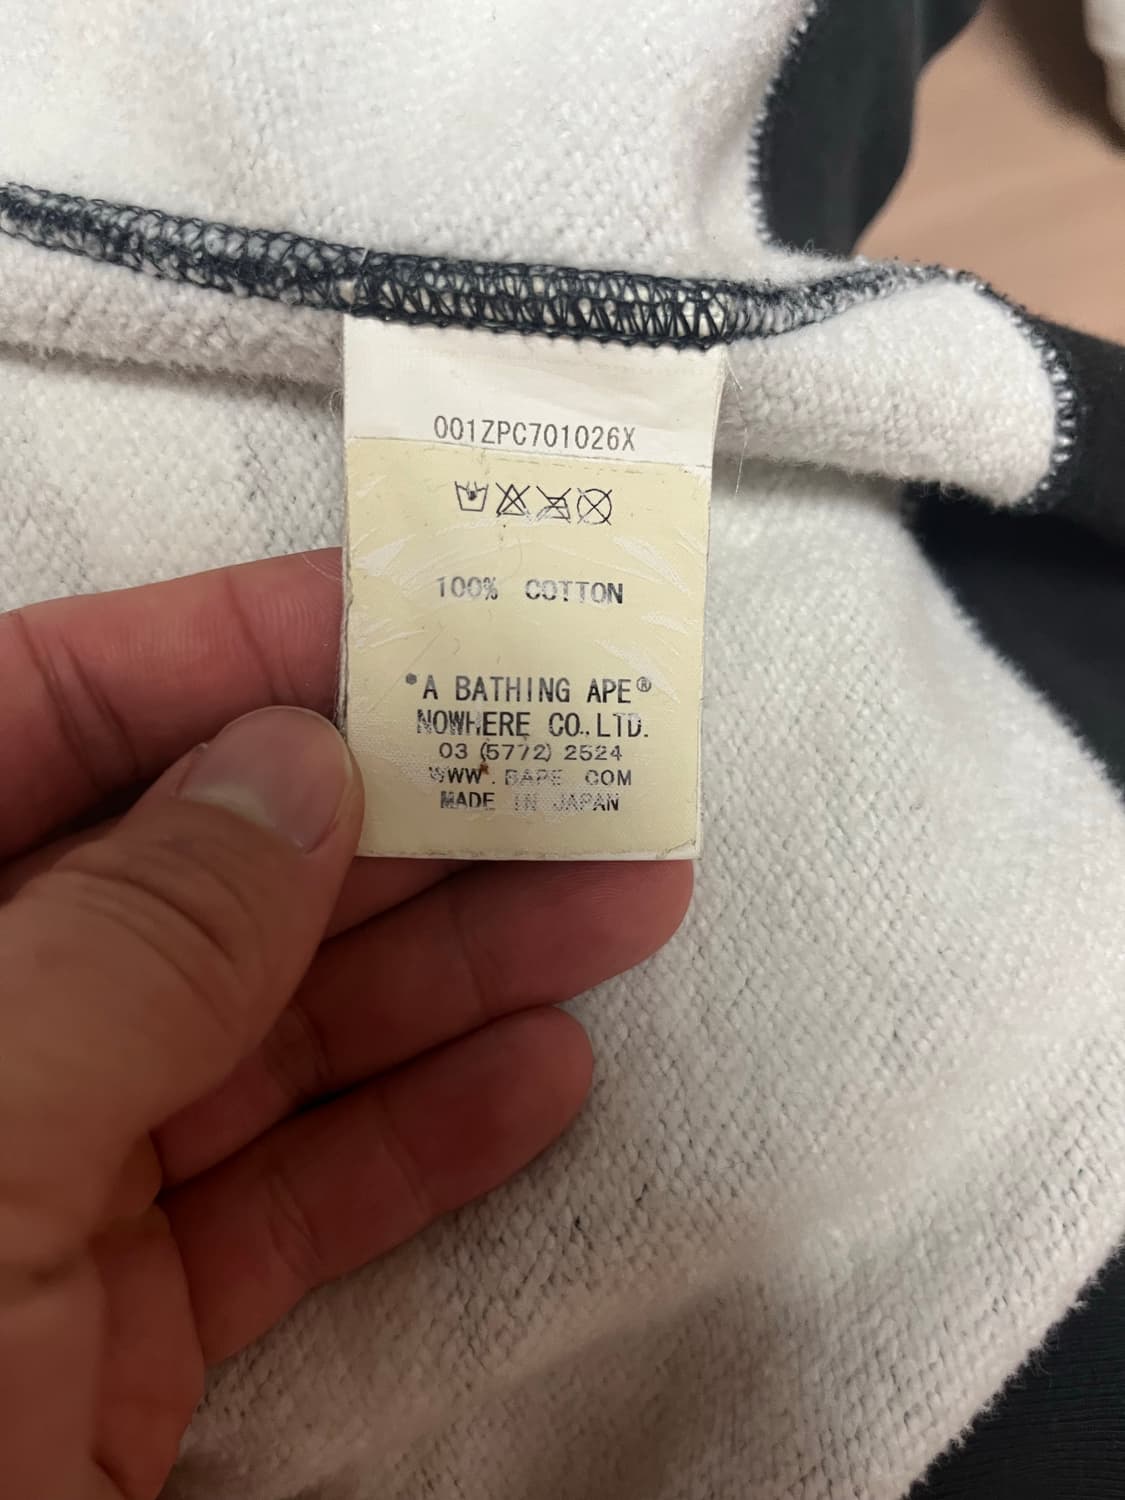 001ZPC701026X
100% COTTON
*A BATHING APE®
NOWHERE CO., LTD.
03 (5772) 2524
WWW. BAPE COM
MADE IN JAPAN